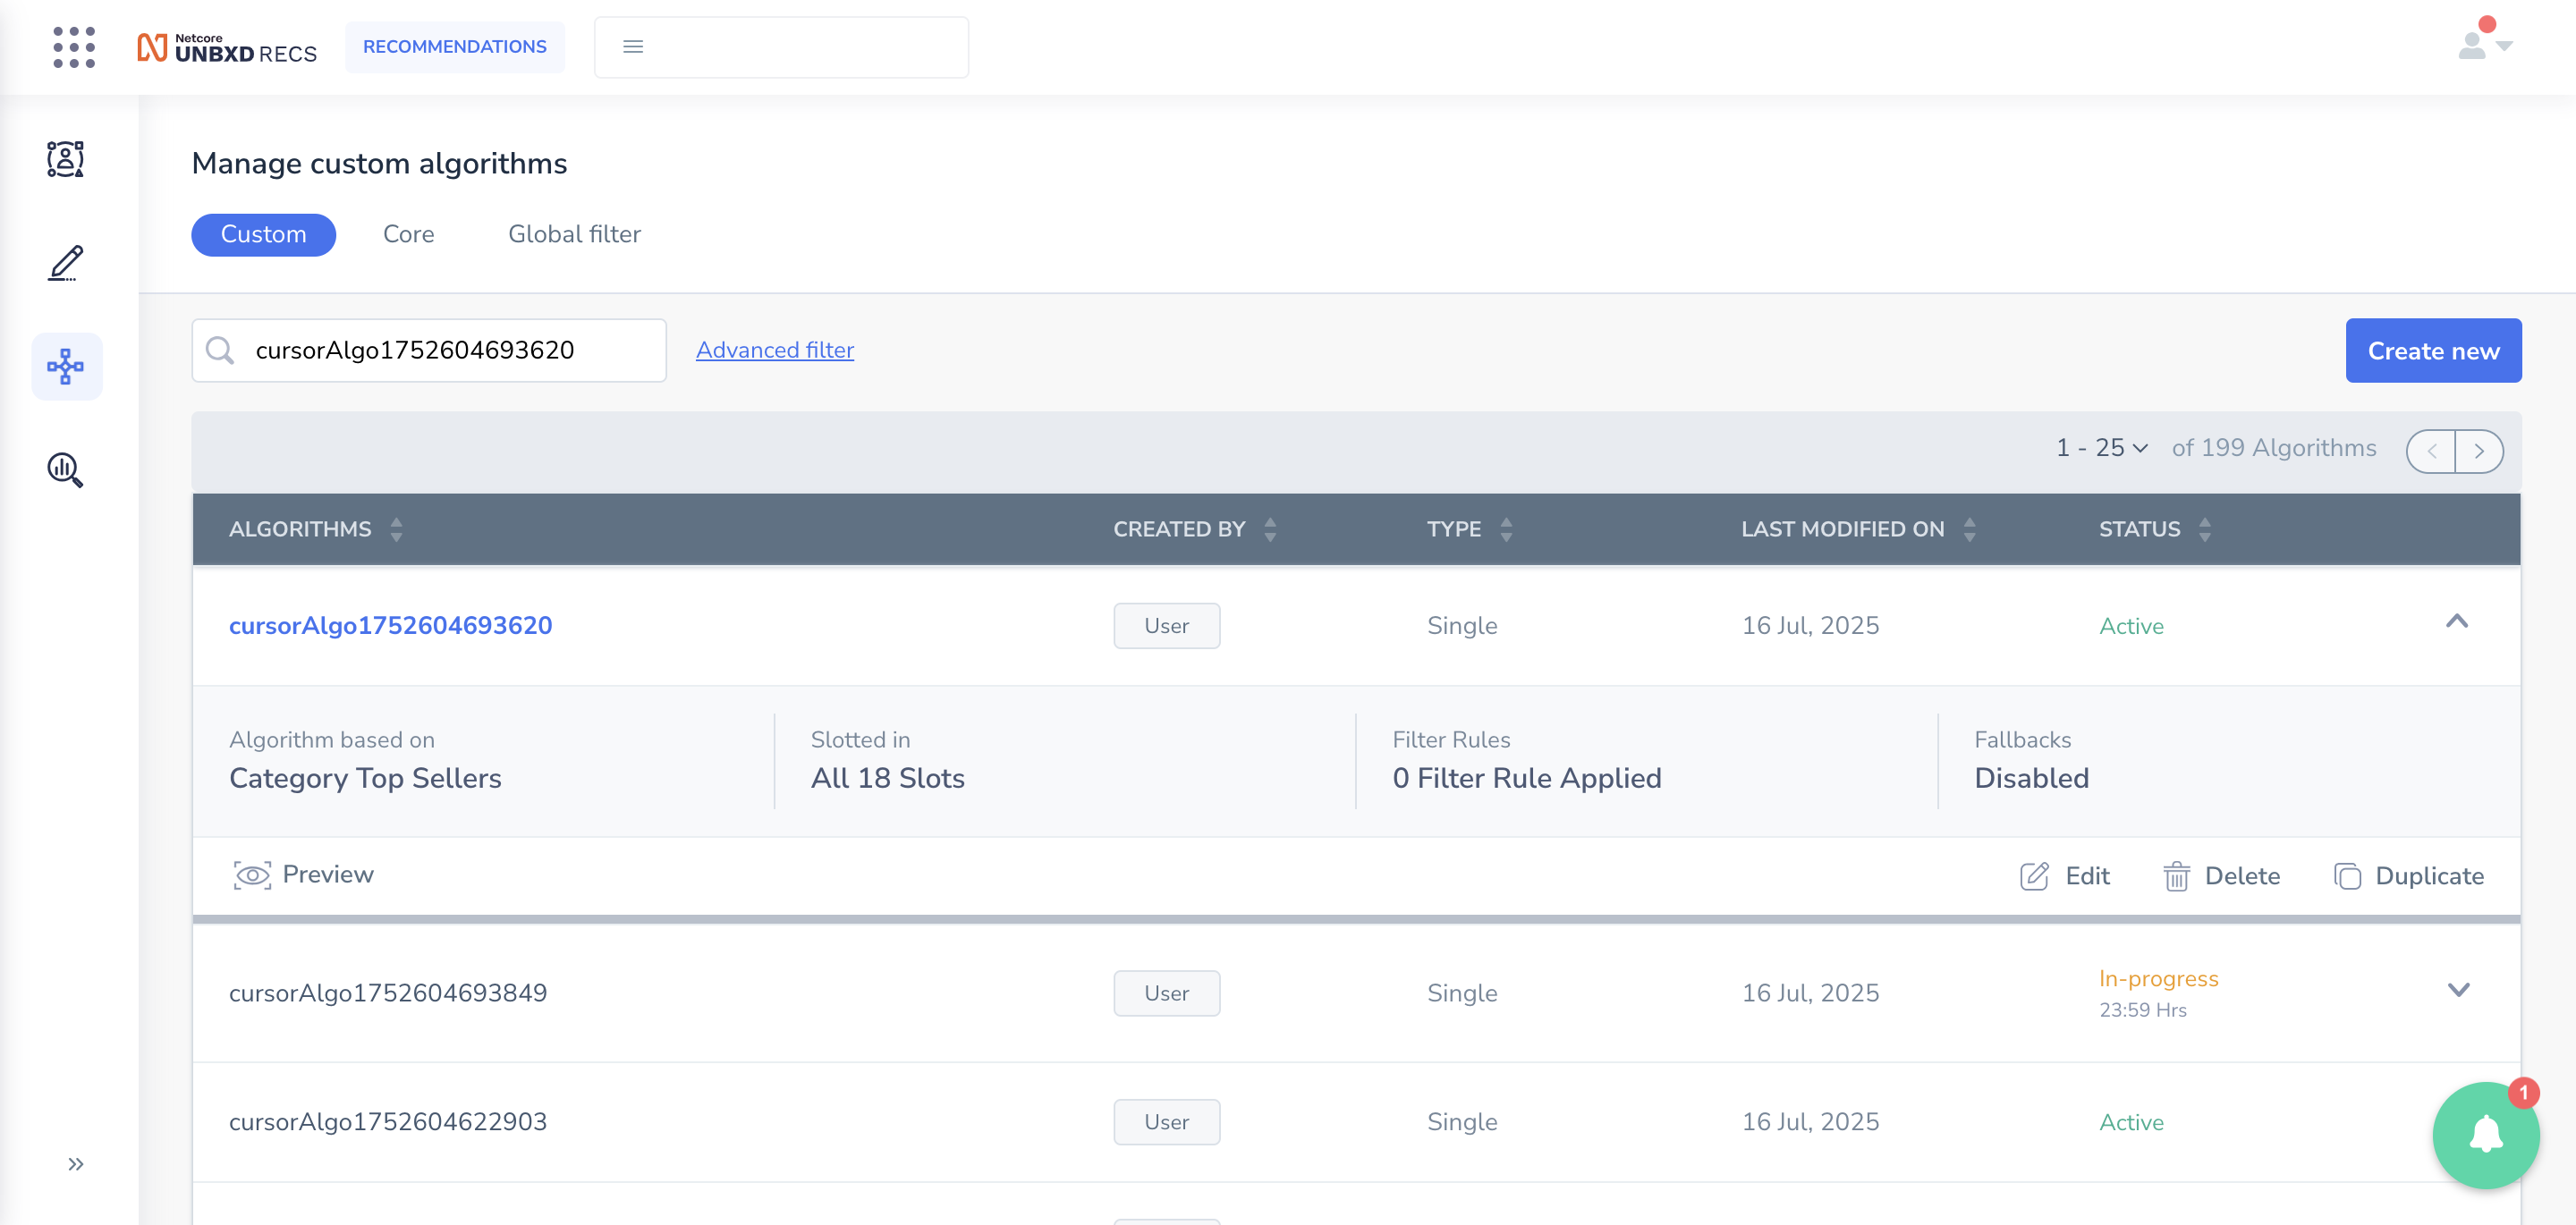 Netcore
UNBXD RECS
RECOMMENDATIONS
Manage custom algorithms
Custom
Core
Global filter
cursorAlgo1752604693620
Advanced filter
Create new
1 - 25
of 199 Algorithms
ALGORITHMS
CREATED BY
TYPE
LAST MODIFIED ON
STATUS
cursorAlgo1752604693620
User
Single
16 Jul, 2025
Active
Algorithm based on
Category Top Sellers
Slotted in
All 18 Slots
Filter Rules
0 Filter Rule Applied
Fallbacks
Disabled
Preview
Edit
Delete
Duplicate
cursorAlgo1752604693849
User
Single
16 Jul, 2025
In-progress
23:59 Hrs
cursorAlgo1752604622903
User
Single
16 Jul, 2025
Active
1